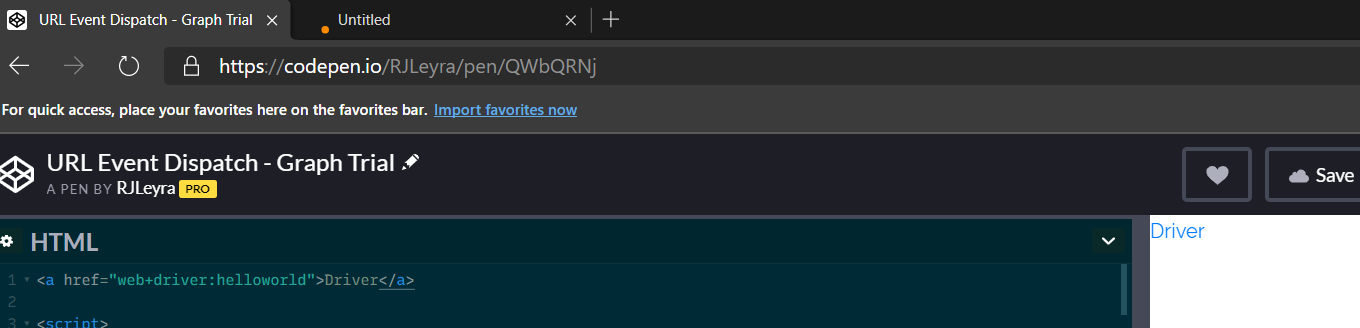 URL Event Dispatch - Graph Trial
Untitled
https://codepen.io/RJLeyra/pen/QWbQRNj
For quick access, place your favorites here on the favorites bar. Import favorites now
URL Event Dispatch - Graph Trial
A PEN BY RJLeyra PRO
Save
HTML
Driver
1 <a href="web+driver:helloworld">Driver</a>
2
3 <script>